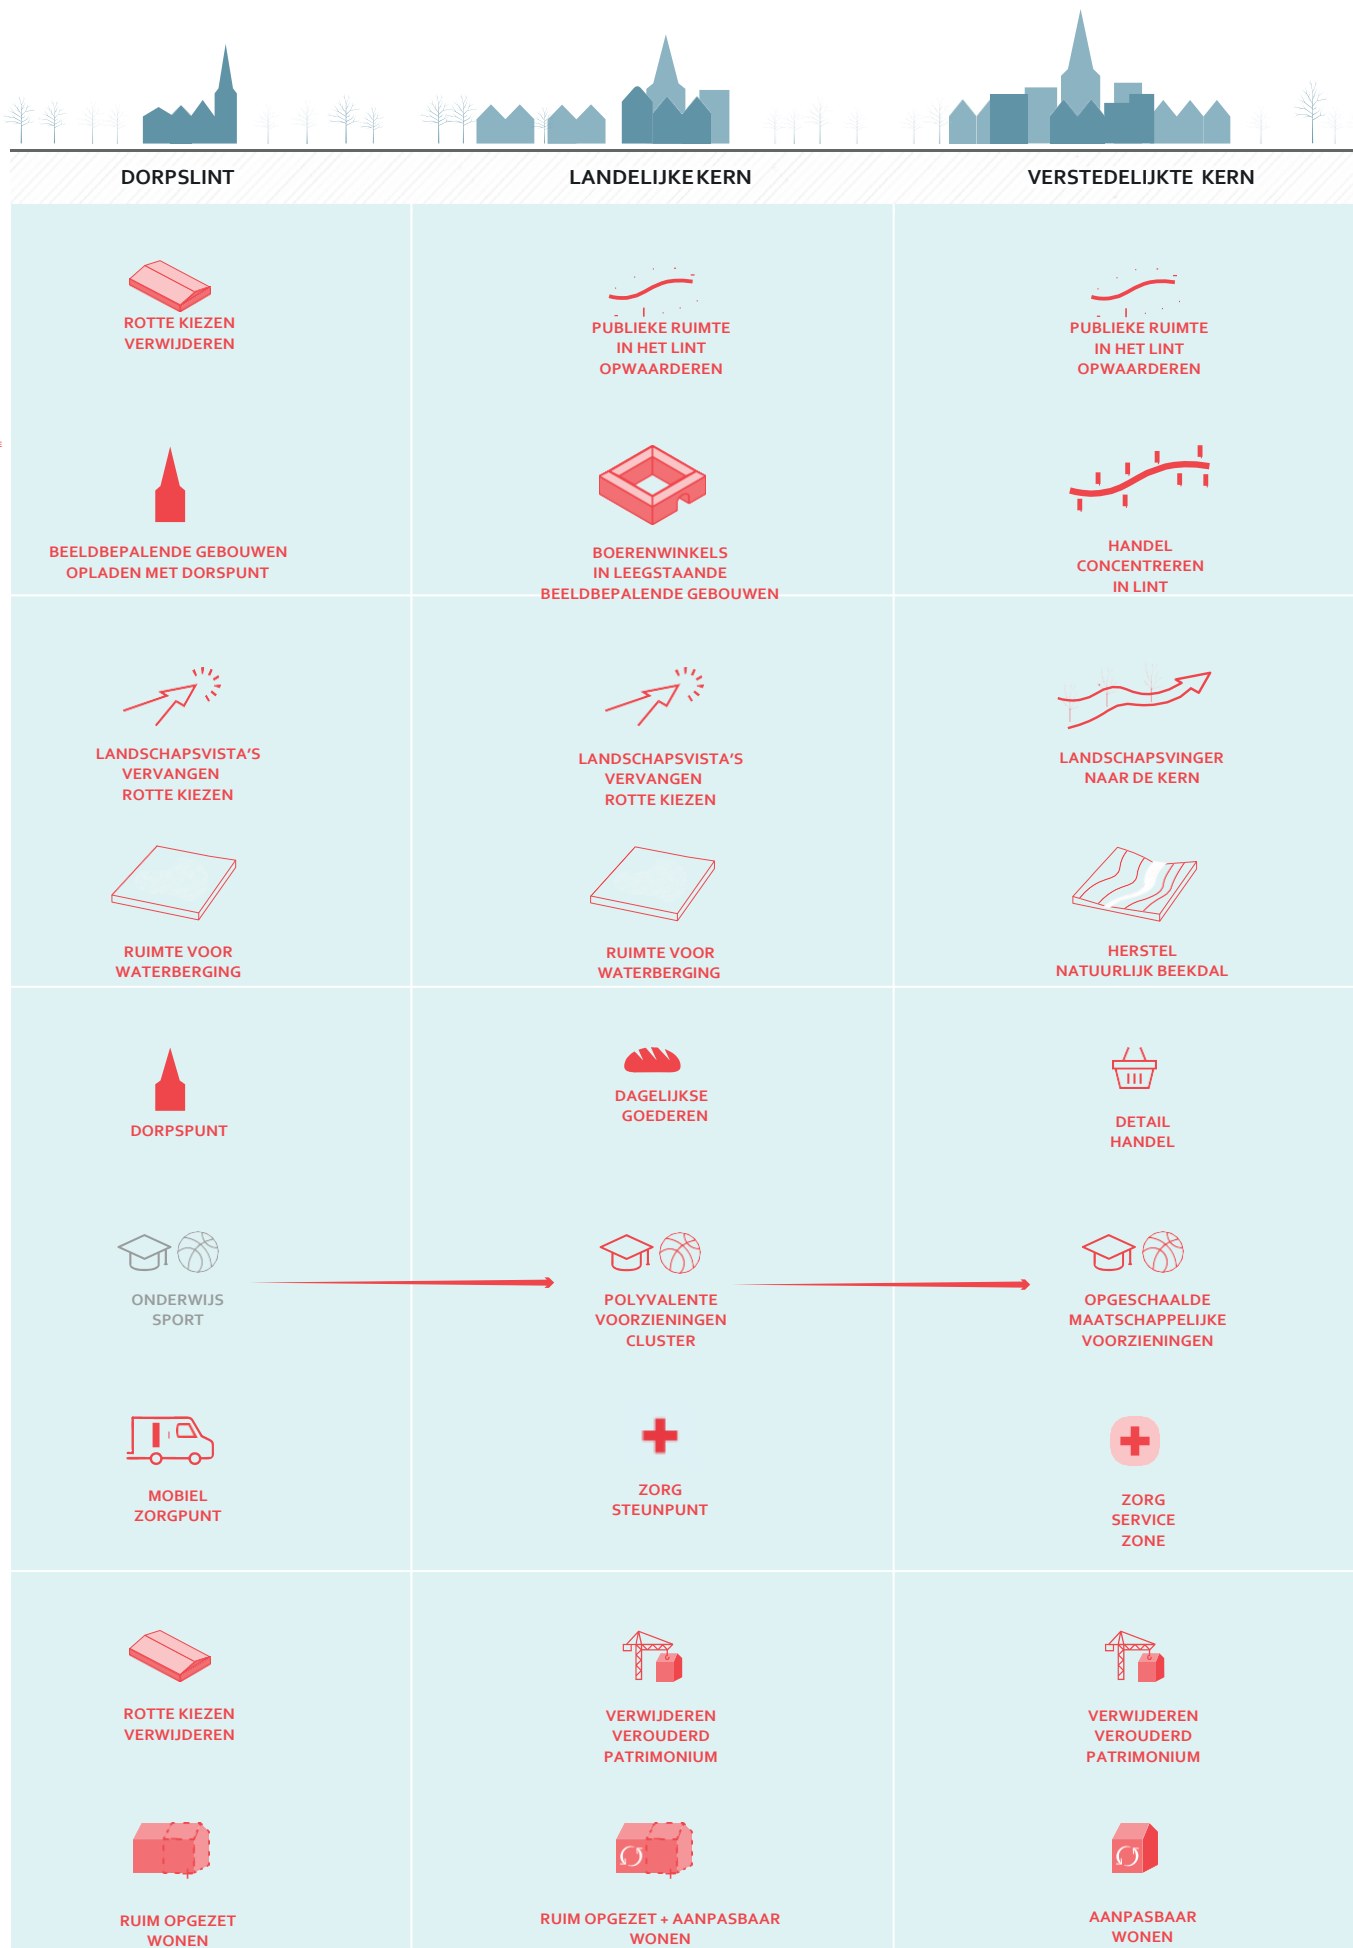 DORPSLINT
LANDELIJKE KERN
VERSTEDELIJKTE KERN
ROTTE KIEZEN
VERWIJDEREN
PUBLIEKE RUIMTE
IN HET LINT
OPWAARDEREN
PUBLIEKE RUIMTE
IN HET LINT
OPWAARDEREN
BEELDBEPALENDE GEBOUWEN
OPLADEN MET DORSPUNT
BOERENWINKELS
IN LEEGSTAANDE
BEELDBEPALENDE GEBOUWEN
HANDEL
CONCENTREREN
IN LINT
LANDSCHAPSVISTA'S
VERVANGEN
ROTTE KIEZEN
LANDSCHAPSVISTA'S
VERVANGEN
ROTTE KIEZEN
LANDSCHAPSVINGER
NAAR DE KERN
RUIMTE VOOR
WATERBERGING
RUIMTE VOOR
WATERBERGING
HERSTEL
NATUURLIJK BEEKDAL
DORPSPUNT
DAGELIJKSE
GOEDEREN
DETAIL
HANDEL
ONDERWIJS
SPORT
POLYVALENTE
VOORZIENINGEN
CLUSTER
OPGESCHAALDE
MAATSCHAPPELIJKE
VOORZIENINGEN
MOBIEL
ZORGPUNT
ZORG
STEUNPUNT
ZORG
SERVICE
ZONE
ROTTE KIEZEN
VERWIJDEREN
VERWIJDEREN
VEROUDERD
PATRIMONIUM
VERWIJDEREN
VEROUDERD
PATRIMONIUM
RUIM OPGEZET
WONEN
RUIM OPGEZET + AANPASBAAR
WONEN
AANPASBAAR
WONEN